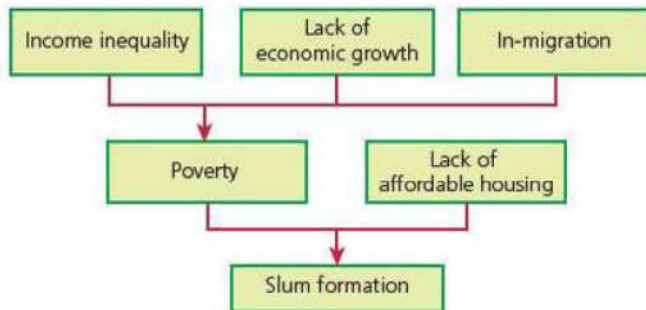 Income inequality
Lack of
economic growth
In-migration
Poverty
Lack of
affordable housing
Slum formation